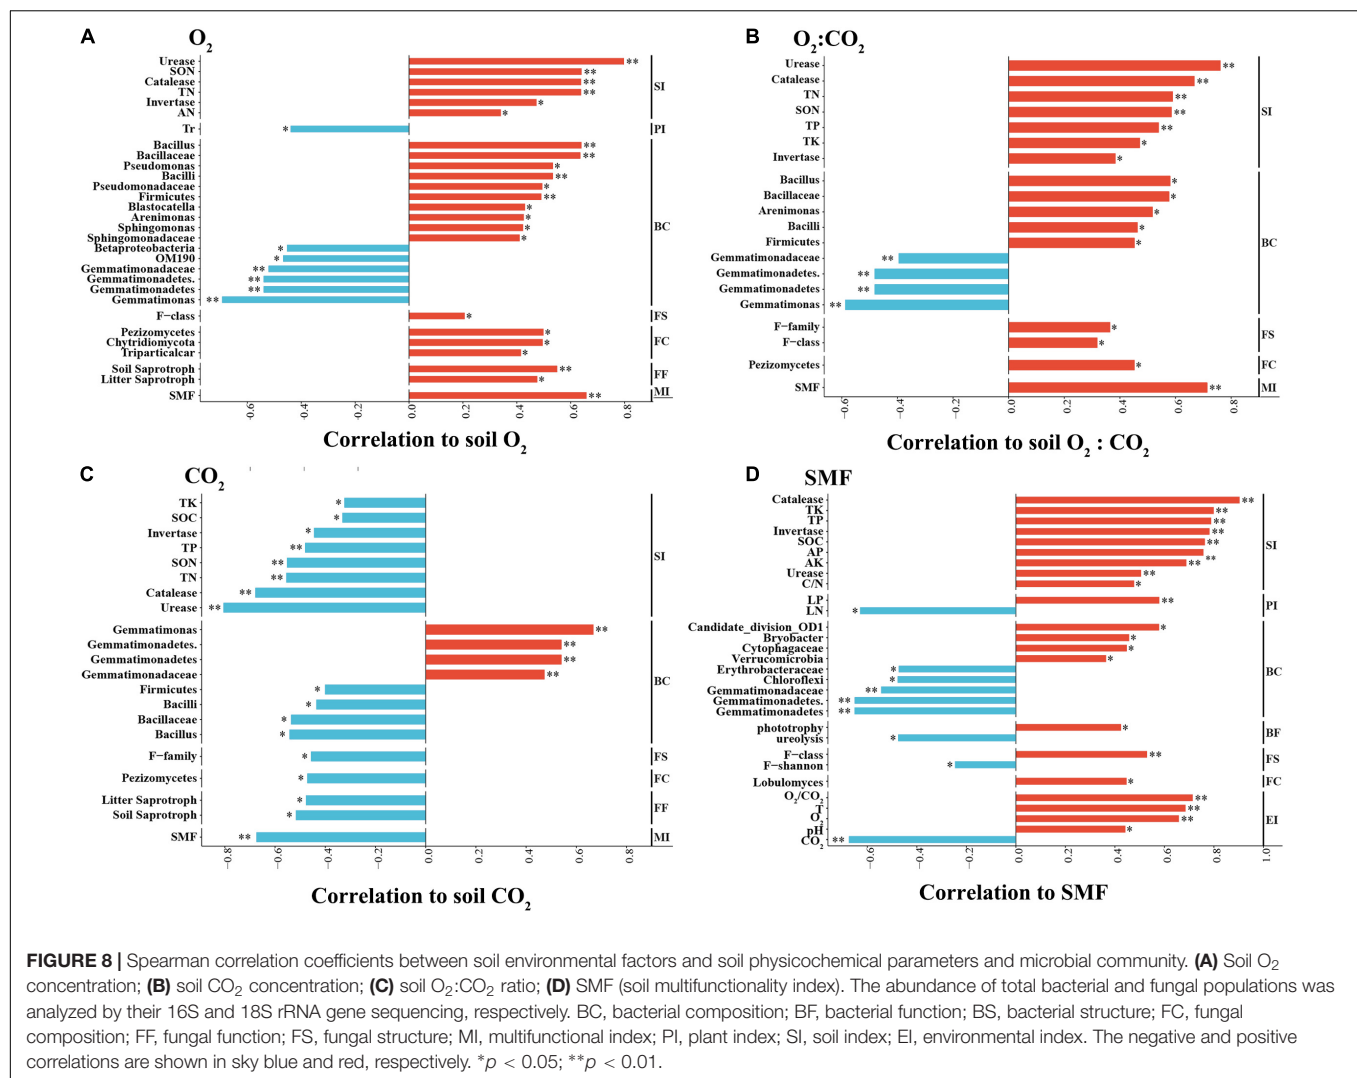 A O2
Urease **
SON **
Catalease **
TN **
Invertase *
AN *
SI
Tr * PI
Bacillus **
Bacillaceae **
Pseudomonas *
Bacilli **
Pseudomonadaceae *
Firmicutes **
Blastocatella *
Arenimonas *
Sphingomonas *
Sphingomonadaceae *
Betaproteobacteria *
OM190 *
Gemmatimonadaceae **
Gemmatimonadetes. **
Gemmatimonadetes **
Gemmatimonas **
BC
F−class * FS
Pezizomycetes *
Chytridiomycota *
Triparticalcar *
FC
Soil Saprotroph **
Litter Saprotroph *
FF
SMF ** MI
−0.6 −0.4 −0.2 0.0 0.2 0.4 0.6 0.8
Correlation to soil O2
B O2:CO2
Urease **
Catalease **
TN **
SON **
TP **
TK *
Invertase *
SI
Bacillus *
Bacillaceae *
Arenimonas *
Bacilli *
Firmicutes *
Gemmatimonadaceae **
Gemmatimonadetes. **
Gemmatimonadetes **
Gemmatimonas **
BC
F−family *
F−class *
FS
Pezizomycetes * FC
SMF ** MI
−0.6 −0.4 −0.2 0.0 0.2 0.4 0.6 0.8
Correlation to soil O2 : CO2
C CO2
TK *
SOC *
Invertase *
TP **
SON **
TN **
Catalease **
Urease **
SI
Gemmatimonas **
Gemmatimonadetes. **
Gemmatimonadetes **
Gemmatimonadaceae **
Firmicutes *
Bacilli *
Bacillaceae *
Bacillus *
BC
F−family * FS
Pezizomycetes * FC
Litter Saprotroph *
Soil Saprotroph *
FF
SMF ** MI
−0.8 −0.6 −0.4 −0.2 0.0 0.2 0.4 0.6 0.8
Correlation to soil CO2
D SMF
Catalease **
TK **
TP **
Invertase **
SOC **
AP **
AK **
Urease **
C/N *
SI
LP **
LN *
PI
Candidate_division_OD1 *
Bryobacter *
Cytophagaceae *
Verrucomicrobia *
Erythrobacteraceae *
Chloroflexi *
Gemmatimonadaceae **
Gemmatimonadetes. **
Gemmatimonadetes **
BC
phototrophy *
ureolysis *
BF
F−class **
F−shannon *
FS
Lobulomyces * FC
O2/CO2 **
T **
O2 **
pH *
CO2 **
EI
−0.6 −0.4 −0.2 0.0 0.2 0.4 0.6 0.8 1.0
Correlation to SMF
FIGURE 8 | Spearman correlation coefficients between soil environmental factors and soil physicochemical parameters and microbial community. (A) Soil O2
concentration; (B) soil CO2 concentration; (C) soil O2:CO2 ratio; (D) SMF (soil multifunctionality index). The abundance of total bacterial and fungal populations was
analyzed by their 16S and 18S rRNA gene sequencing, respectively. BC, bacterial composition; BF, bacterial function; BS, bacterial structure; FC, fungal
composition; FF, fungal function; FS, fungal structure; MI, multifunctional index; PI, plant index; SI, soil index; EI, environmental index. The negative and positive
correlations are shown in sky blue and red, respectively. *p < 0.05; **p < 0.01.